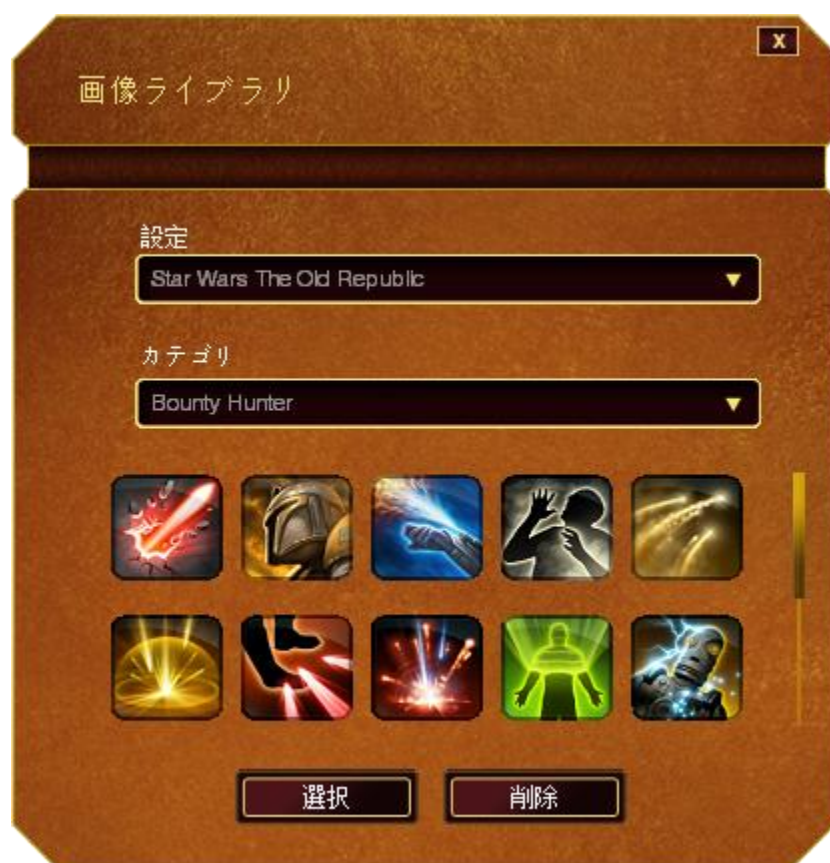 X
画像ライブラリ
設定
Star Wars The Old Republic
カテゴリ
Bounty Hunter
選択
削除